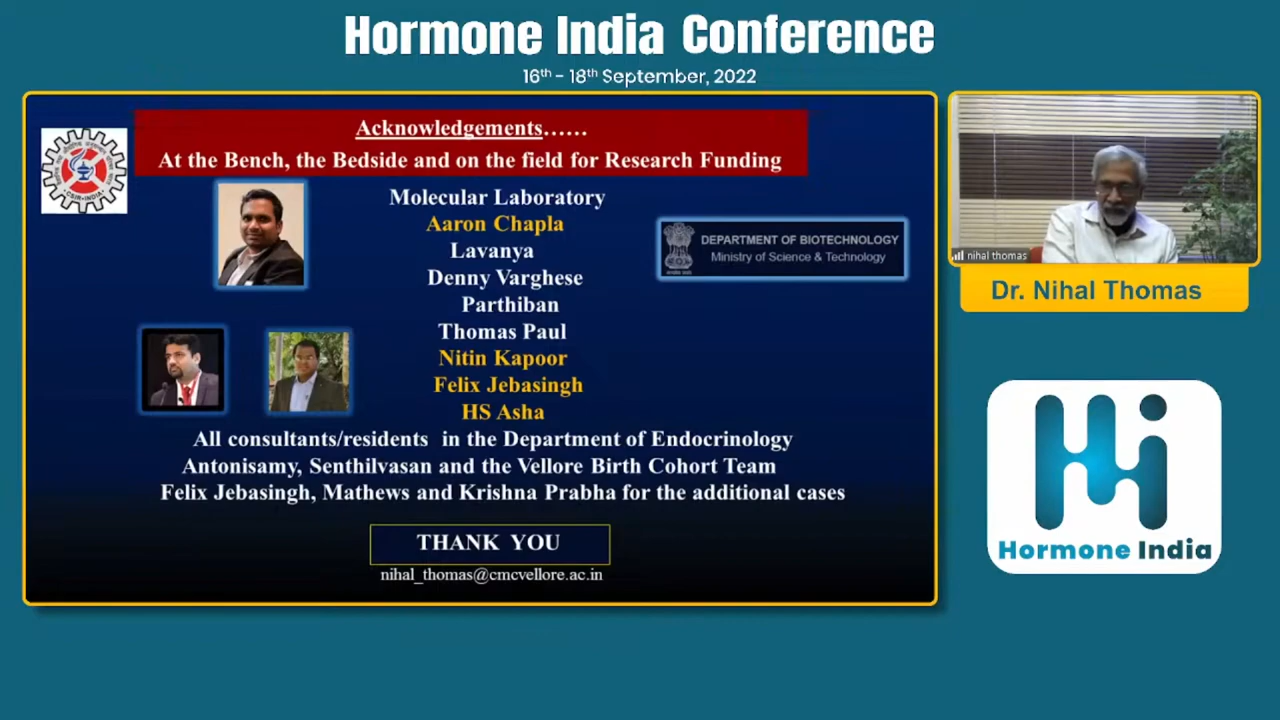 Hormone India Conference
16th - 18th September, 2022
Acknowledgements......
At the Bench, the Bedside and on the field for Research Funding
CSIR-INDIA
Molecular Laboratory
Aaron Chapla
Lavanya
Denny Varghese
Parthiban
Thomas Paul
Nitin Kapoor
Felix Jebasingh
HS Asha
DEPARTMENT OF BIOTECHNOLOGY
Ministry of Science & Technology
All consultants/residents in the Department of Endocrinology
Antonisamy, Senthilvasan and the Vellore Birth Cohort Team
Felix Jebasingh, Mathews and Krishna Prabha for the additional cases
THANK YOU
nihal_thomas@cmcvellore.ac.in
nihal thomas
Dr. Nihal Thomas
Hormone India